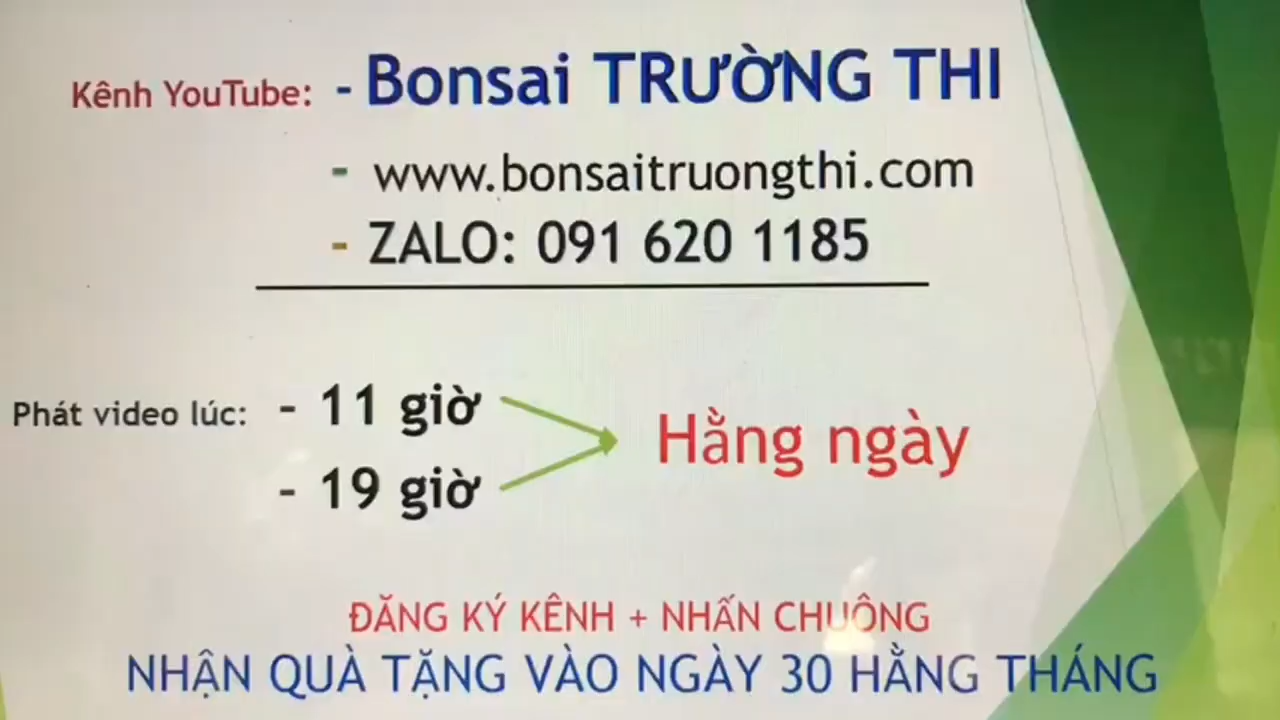 Kênh YouTube: - Bonsai TRƯỜNG THI
- www.bonsaitruongthi.com
- ZALO: 091 620 1185
Phát video lúc: - 11 giờ
- 19 giờ
Hằng ngày
ĐĂNG KÝ KÊNH + NHẤN CHUÔNG
NHẬN QUÀ TẶNG VÀO NGÀY 30 HẰNG THÁNG